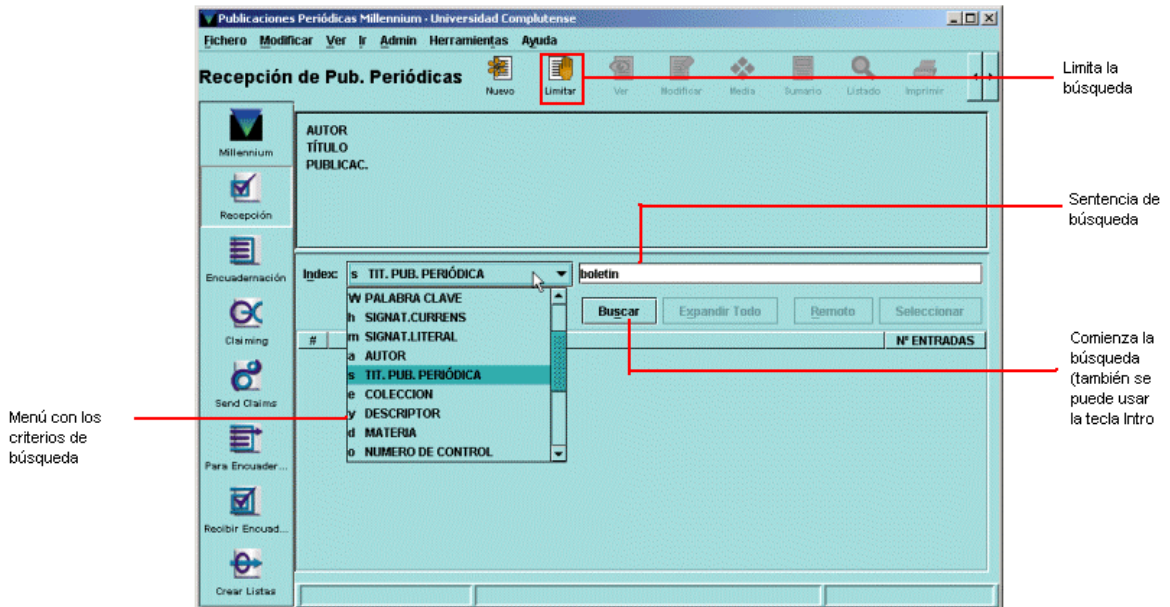 Publicaciones Periódicas Millennium - Universidad Complutense
Fichero Modificar Ver Ir Admin Herramientas Ayuda
Recepción de Pub. Periódicas
Nuevo
Limitar
Ver
Modificar
Media
Sumario
Listado
Imprimir
Limita la
búsqueda
Millennium
AUTOR
TÍTULO
PUBLICAC.
Recepción
Sentencia de
búsqueda
Encuadernación
Index: s TIT. PUB. PERIÓDICA
boletin
W PALABRA CLAVE
h SIGNAT.CURRENS
m SIGNAT.LITERAL
a AUTOR
s TIT. PUB. PERIÓDICA
e COLECCION
y DESCRIPTOR
d MATERIA
o NUMERO DE CONTROL
Buscar
Expandir Todo
Remoto
Seleccionar
#
Nº ENTRADAS
Claiming
Send Claims
Para Encuader...
Recibir Encuad...
Crear Listas
Comienza la
búsqueda
(también se
puede usar
la tecla Intro
Menú con los
criterios de
búsqueda